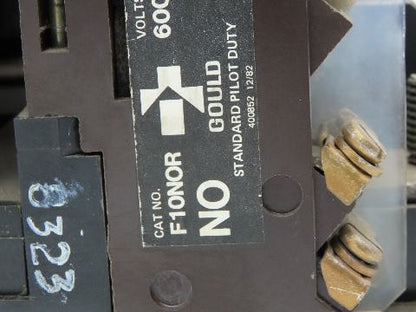 VOLTS
600
GOULD
STANDARD PILOT DUTY
400852 12/82
CAT NO.
F10NOR
NO
0323